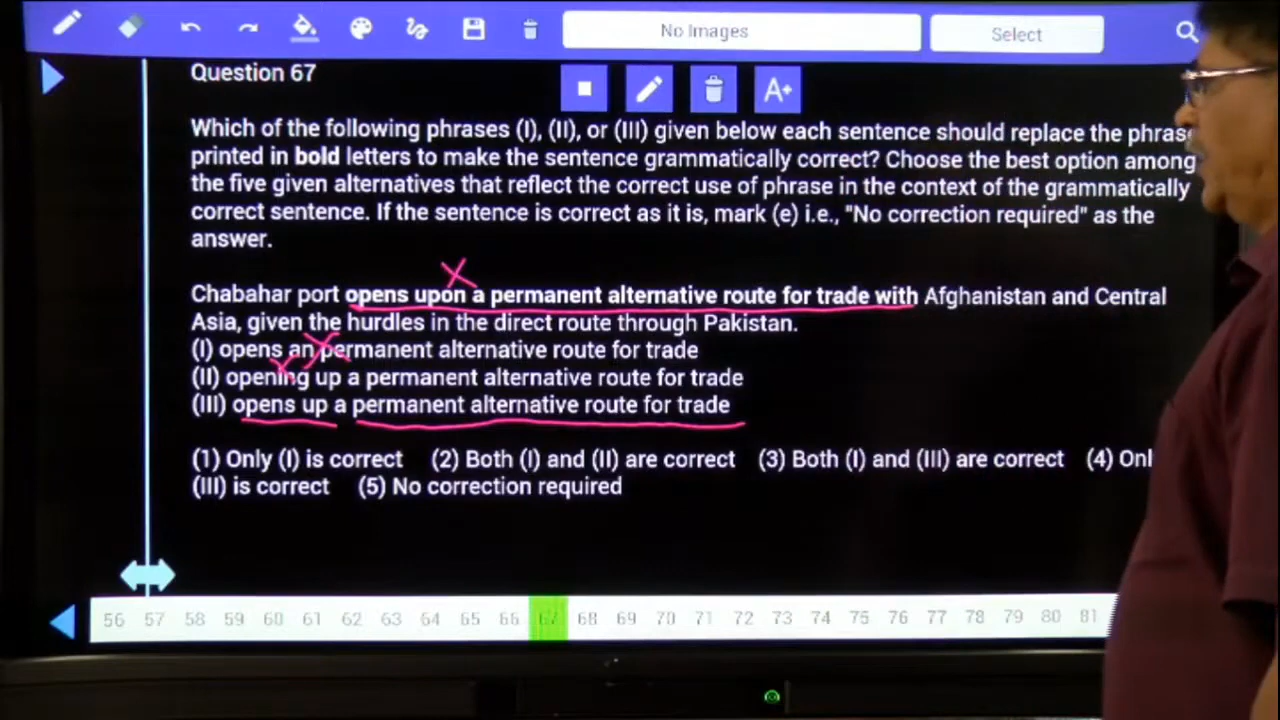 No Images
Select
Question 67
A+
Which of the following phrases (I), (II), or (III) given below each sentence should replace the phrase
printed in bold letters to make the sentence grammatically correct? Choose the best option among
the five given alternatives that reflect the correct use of phrase in the context of the grammatically
correct sentence. If the sentence is correct as it is, mark (e) i.e., "No correction required" as the
answer.
Chabahar port opens upon a permanent alternative route for trade with Afghanistan and Central
Asia, given the hurdles in the direct route through Pakistan.
(I) opens an permanent alternative route for trade
(II) opening up a permanent alternative route for trade
(III) opens up a permanent alternative route for trade
(1) Only (I) is correct (2) Both (I) and (II) are correct (3) Both (I) and (III) are correct (4) Onl
(III) is correct (5) No correction required
56 57 58 59 60 61 62 63 64 65 66 67 68 69 70 71 72 73 74 75 76 77 78 79 80 81